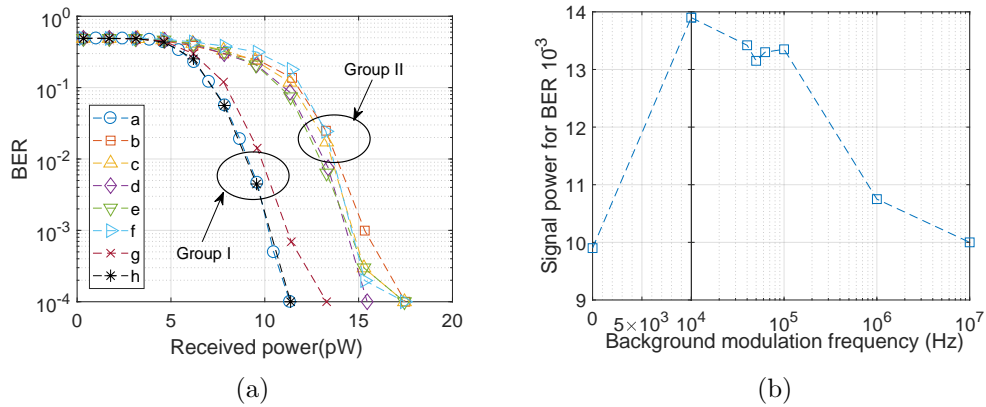 10^0
10^-1
10^-2
10^-3
10^-4
BER
0 5 10 15 20
Received power(pW)
a
b
c
d
e
f
g
h
Group I
Group II
(a)
14
13
12
11
10
9
Signal power for BER 10^-3
0 5×10^3 10^4 10^5 10^6 10^7
Background modulation frequency (Hz)
(b)